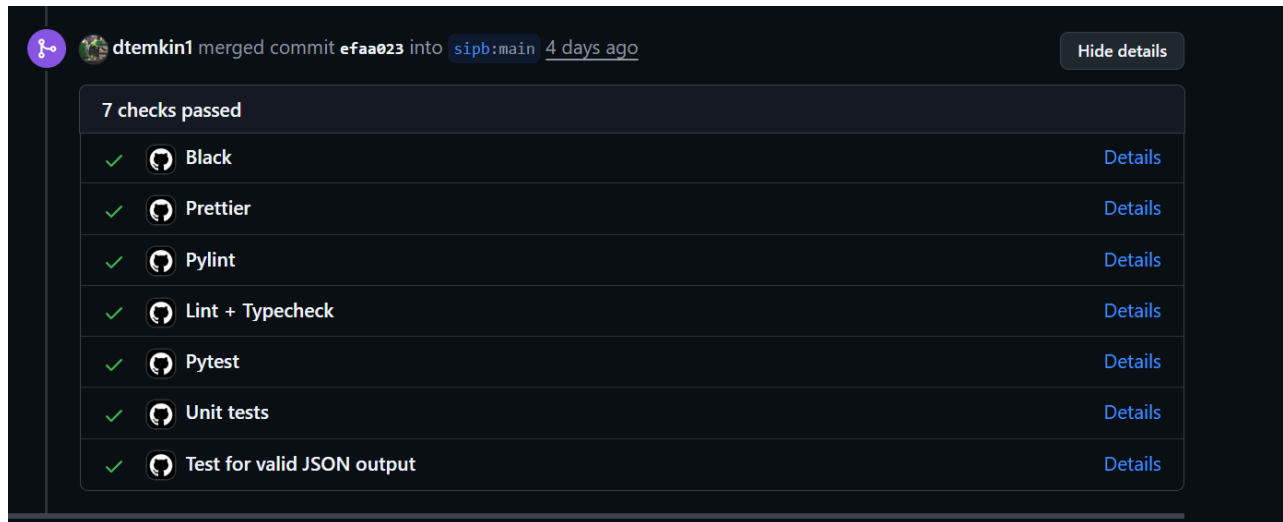 dtemkin1 merged commit efaa023 into sipb:main 4 days ago
Hide details
7 checks passed
Black Details
Prettier Details
Pylint Details
Lint + Typecheck Details
Pytest Details
Unit tests Details
Test for valid JSON output Details